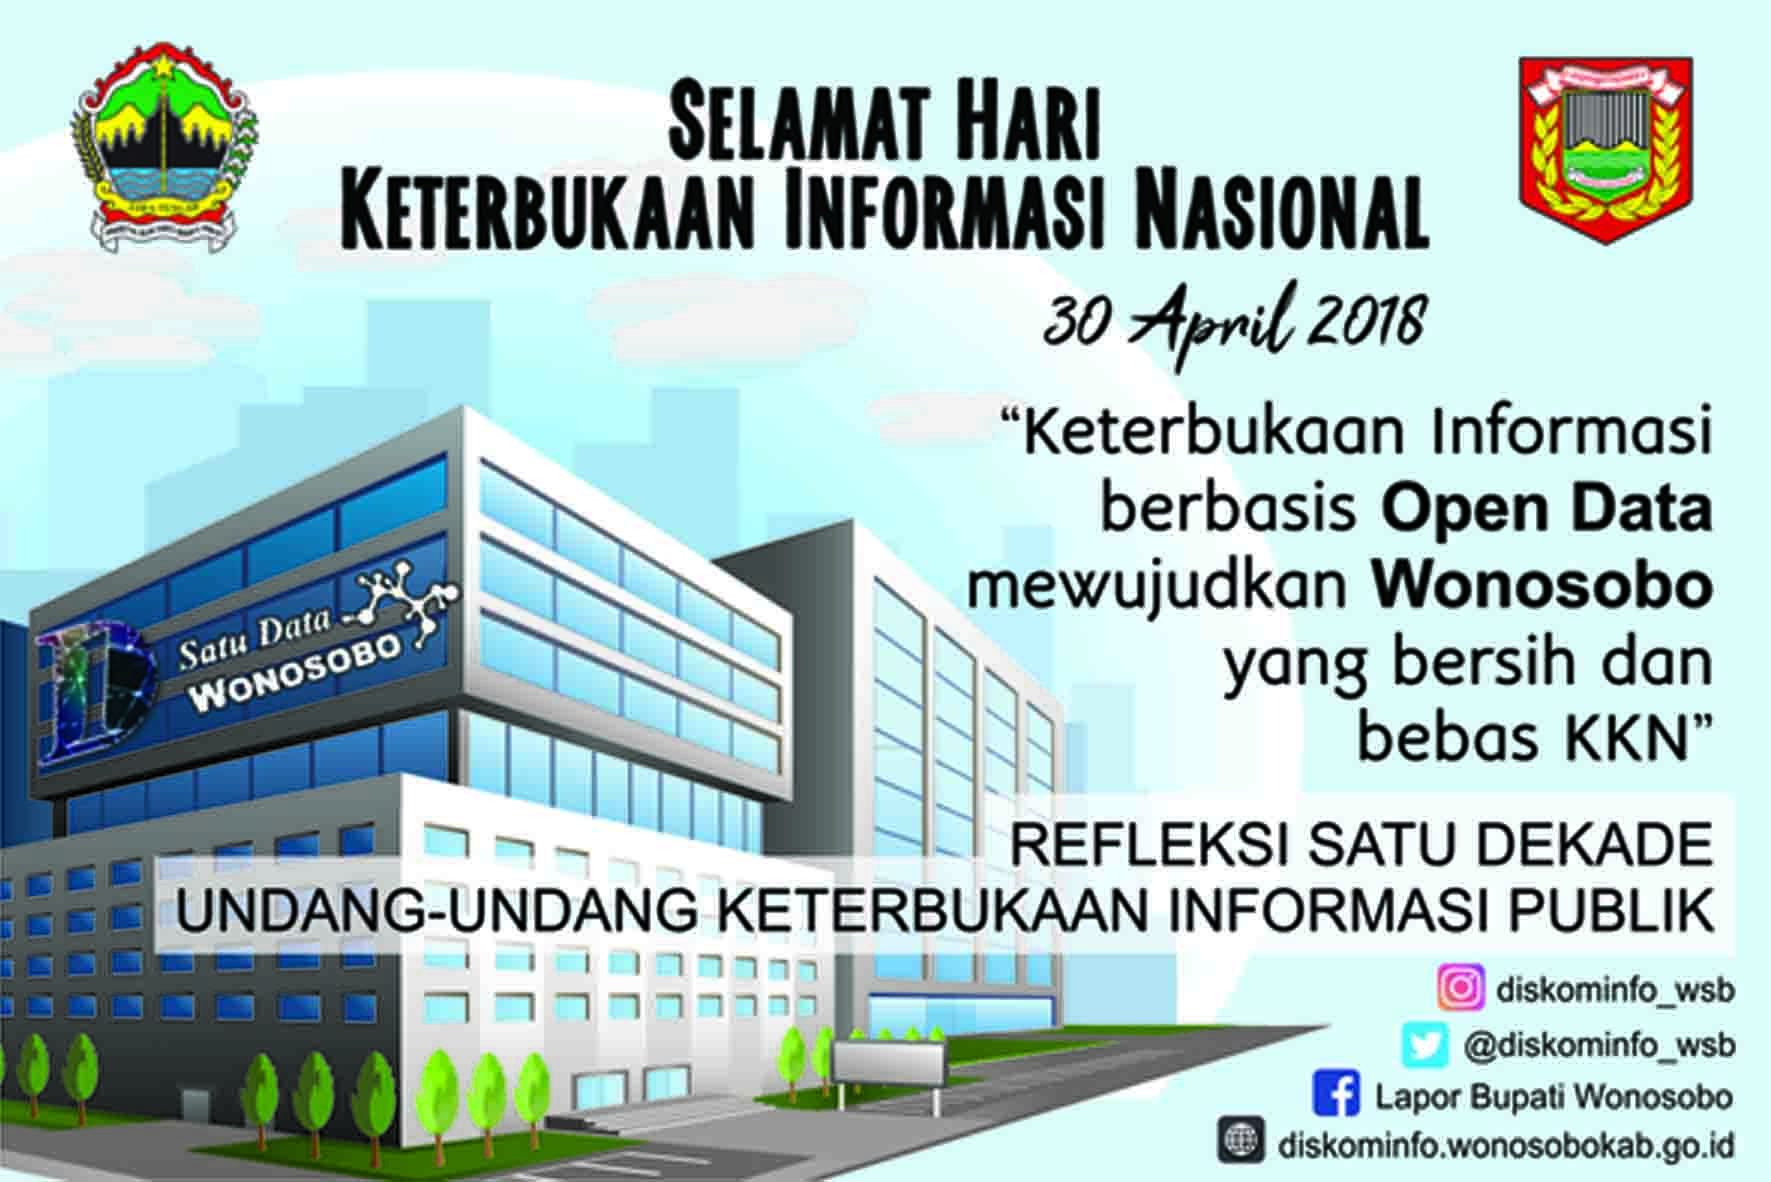 SELAMAT HARI
KETERBUKAAN INFORMASI NASIONAL
30 April 2018
“Keterbukaan Informasi
berbasis Open Data
mewujudkan Wonosobo
yang bersih dan
bebas KKN”
Satu Data
WONOSOBO
REFLEKSI SATU DEKADE
UNDANG-UNDANG KETERBUKAAN INFORMASI PUBLIK
diskominfo_wsb
@diskominfo_wsb
Lapor Bupati Wonosobo
diskominfo.wonosobokab.go.id